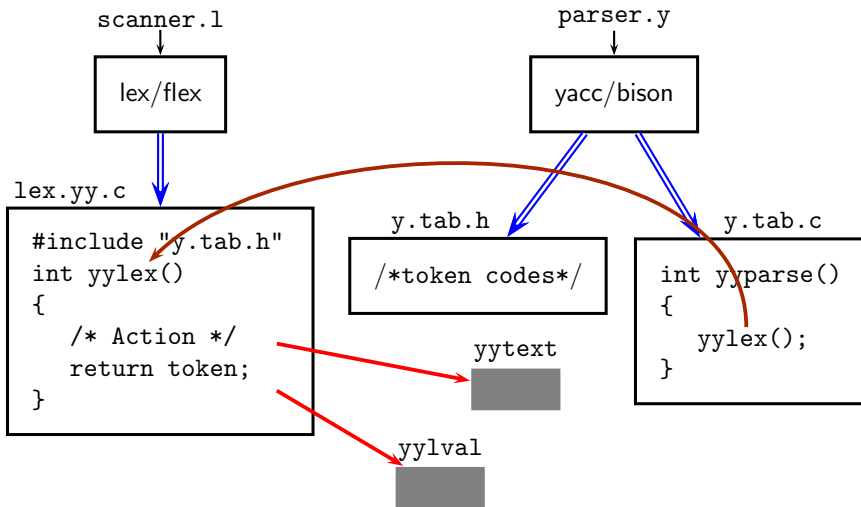 scanner.l
parser.y
lex/flex
yacc/bison
lex.yy.c
#include "y.tab.h"
int yylex()
{
/* Action */
return token;
}
y.tab.h
/*token codes*/
y.tab.c
int yyparse()
{
yylex();
}
yytext
yylval